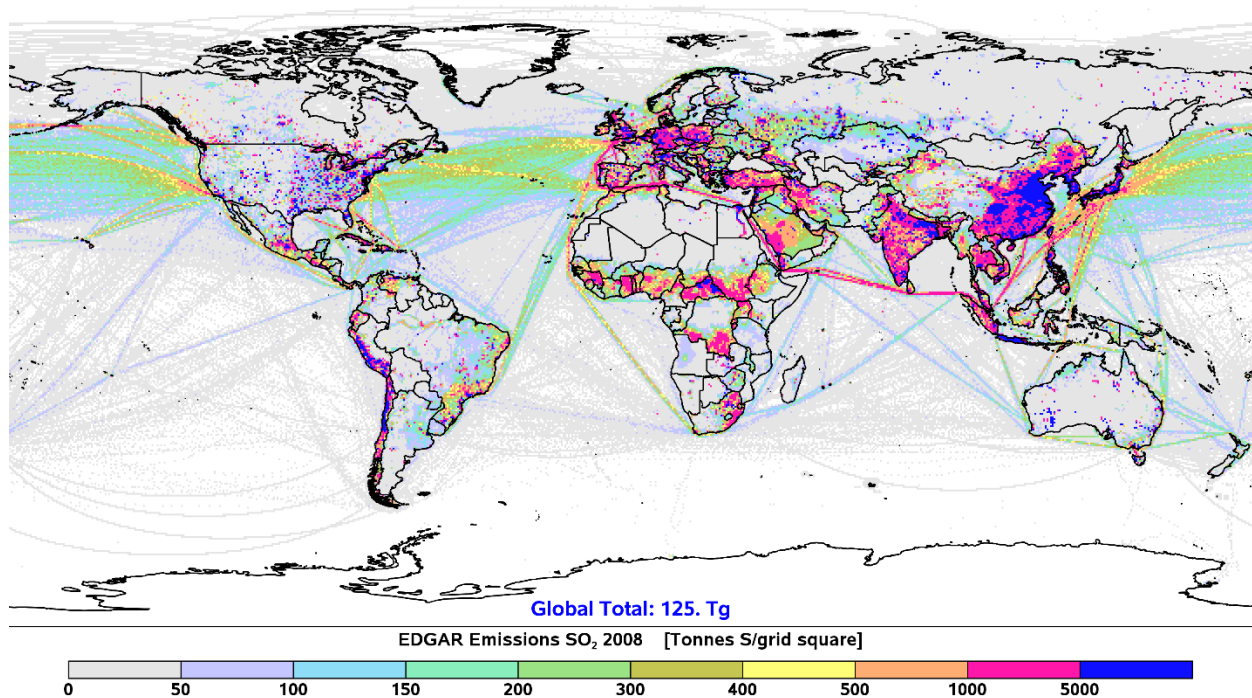 Global Total: 125. Tg
EDGAR Emissions SO₂ 2008 [Tonnes S/grid square]
0 50 100 150 200 300 400 500 1000 5000